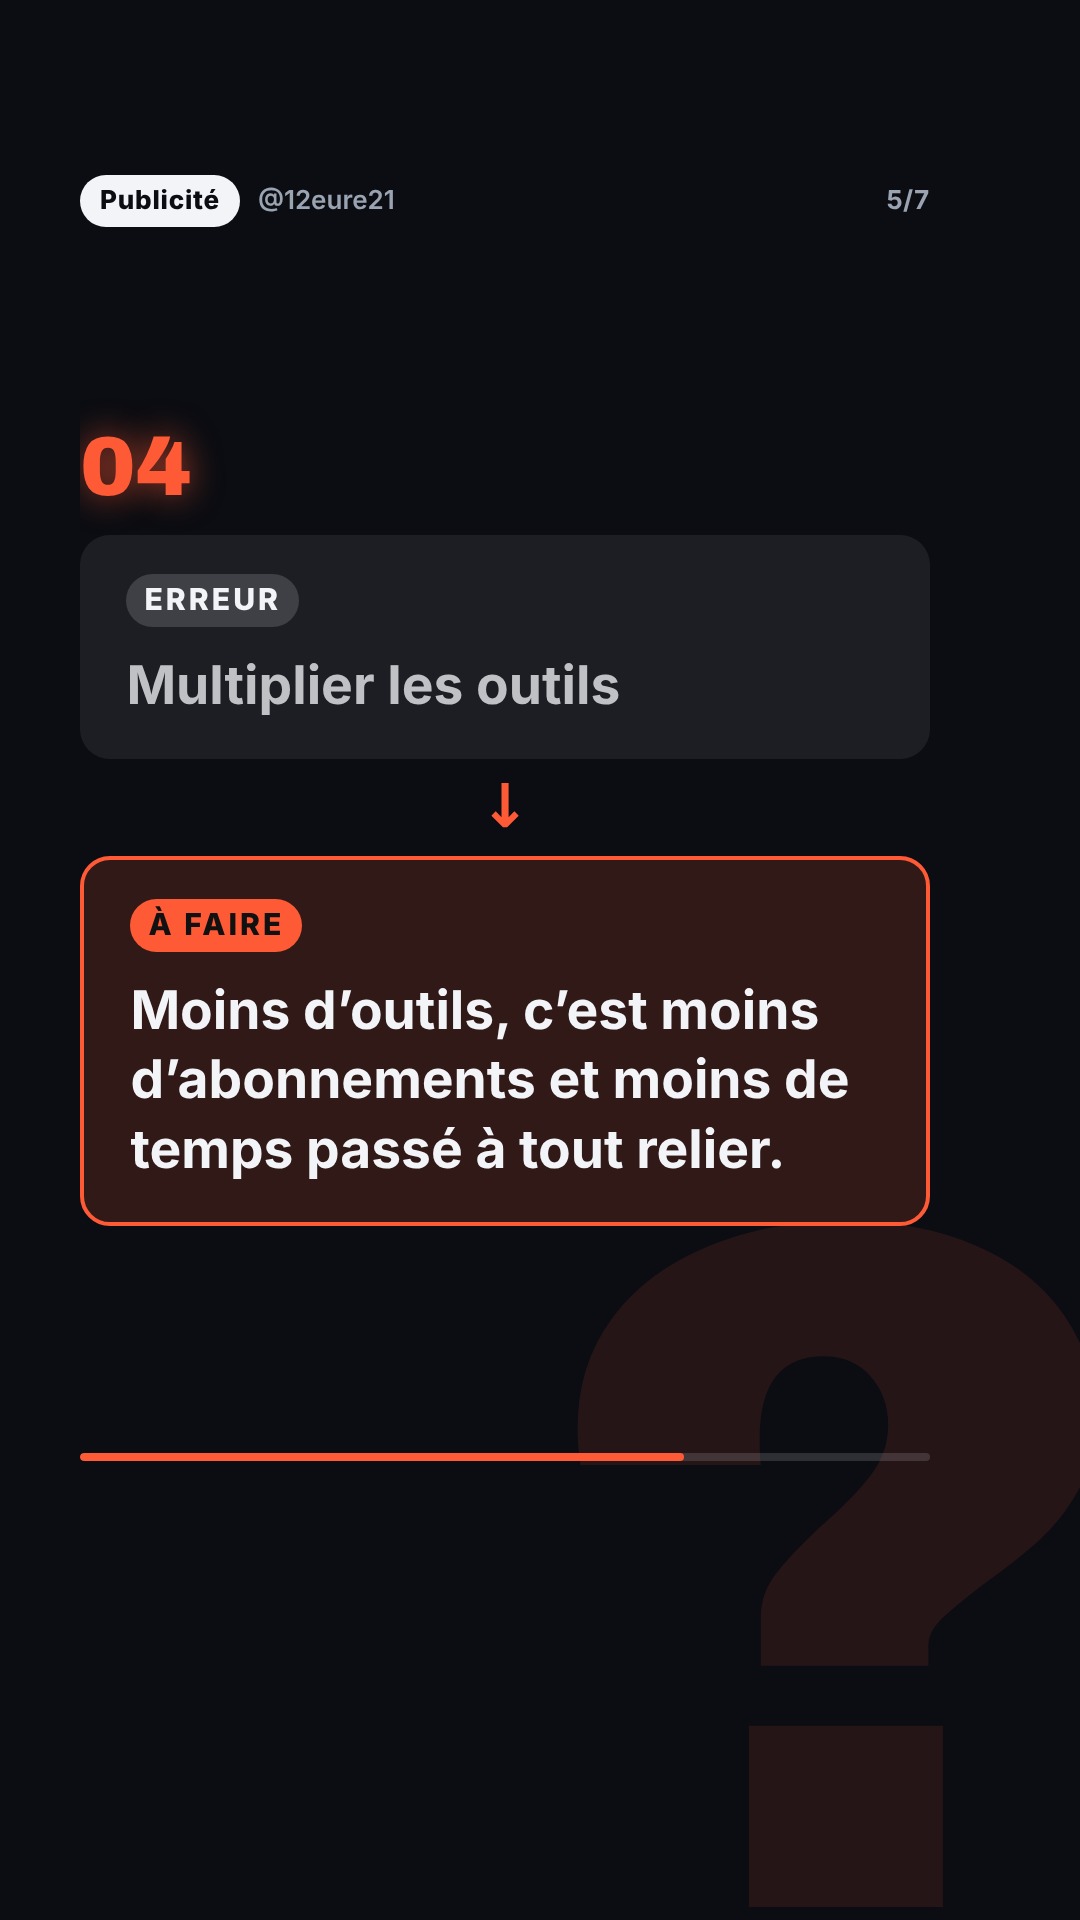 Publicité @12eure21 5/7
04
ERREUR
Multiplier les outils
↓
À FAIRE
Moins d’outils, c’est moins
d’abonnements et moins de
temps passé à tout relier.
?